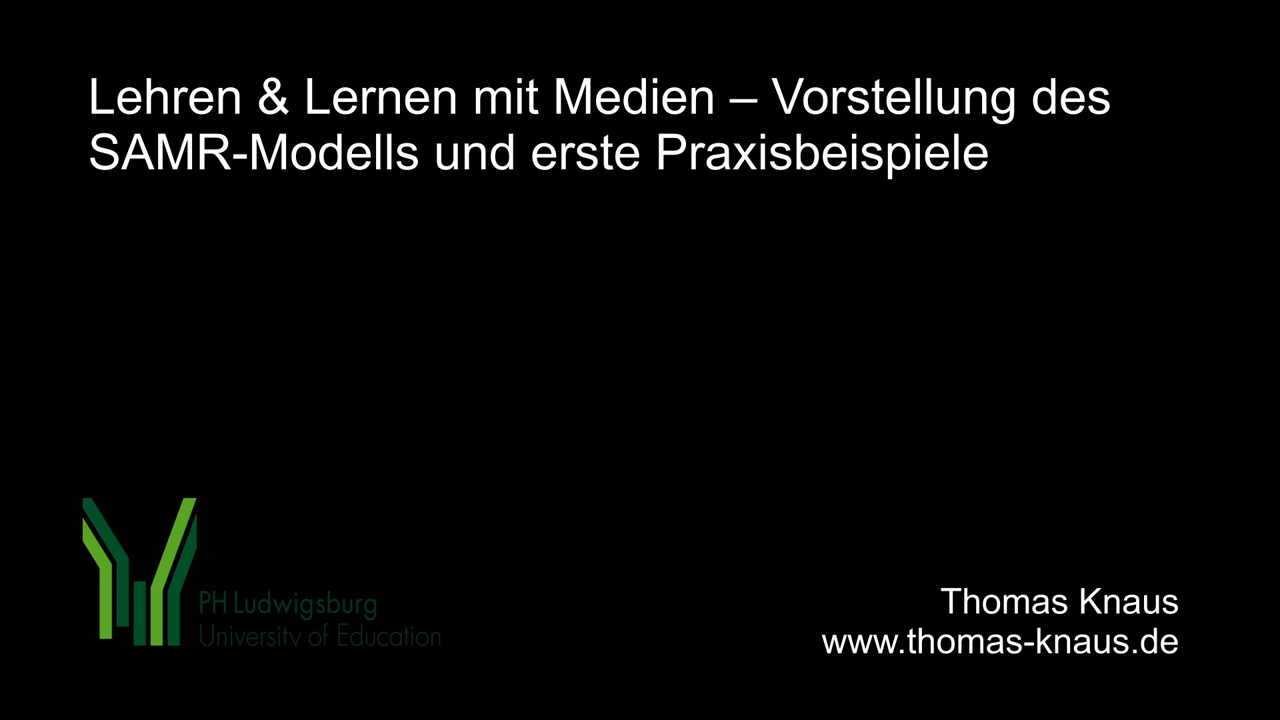 Lehren & Lernen mit Medien – Vorstellung des
SAMR-Modells und erste Praxisbeispiele
PH Ludwigsburg
University of Education
Thomas Knaus
www.thomas-knaus.de